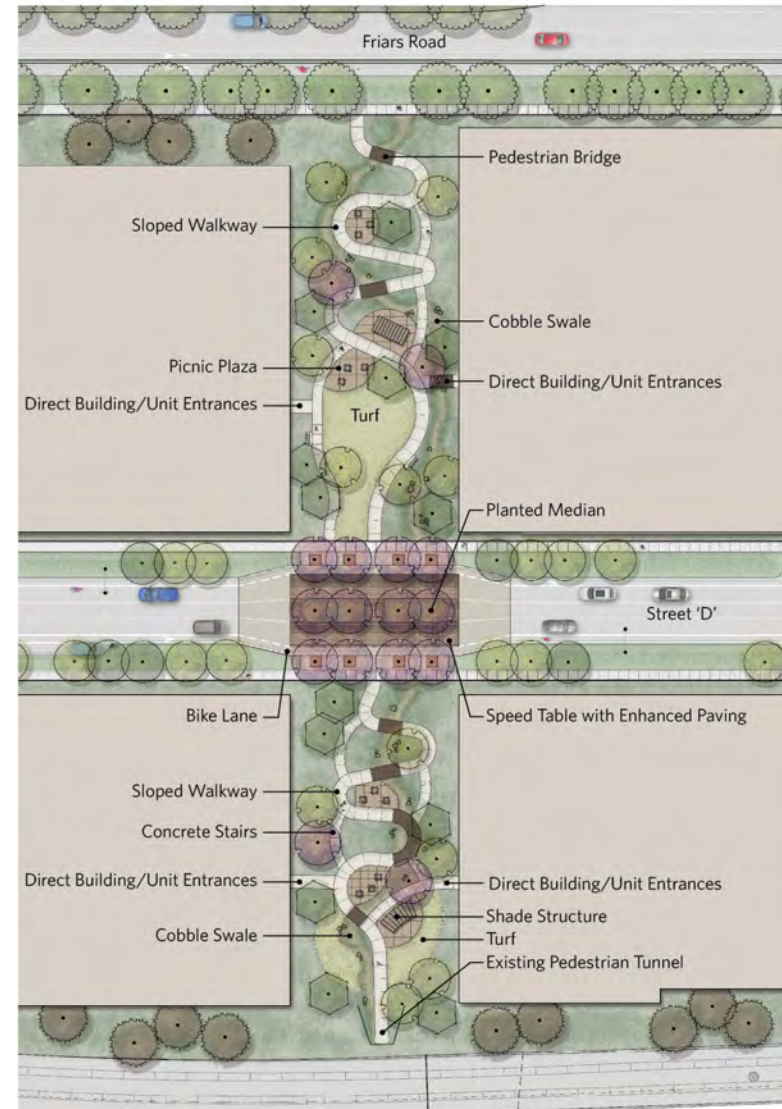 Friars Road
Pedestrian Bridge
Sloped Walkway
Cobble Swale
Picnic Plaza
Direct Building/Unit Entrances
Direct Building/Unit Entrances
Turf
Planted Median
Street ‘D’
Bike Lane
Speed Table with Enhanced Paving
Sloped Walkway
Concrete Stairs
Direct Building/Unit Entrances
Direct Building/Unit Entrances
Shade Structure
Cobble Swale
Turf
Existing Pedestrian Tunnel